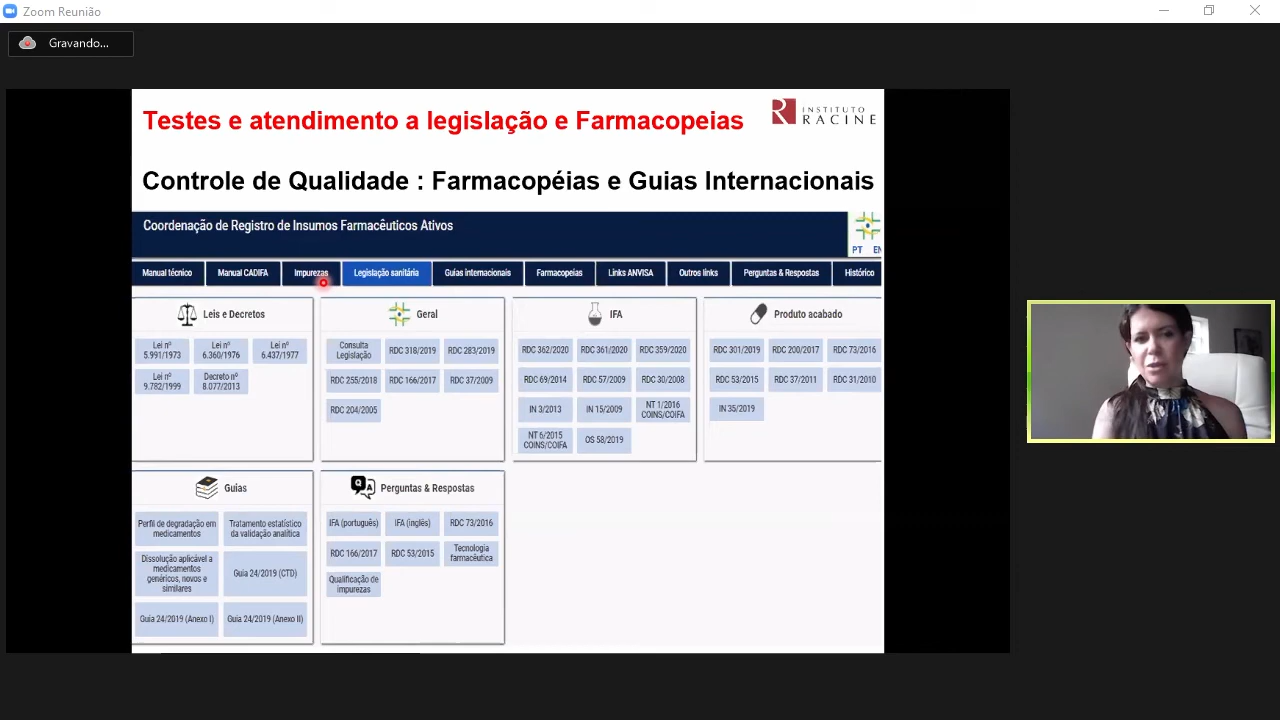 Zoom Reunião
Gravando...
Testes e atendimento a legislação e Farmacopeias
INSTITUTO
RACINE
Controle de Qualidade : Farmacopéias e Guias Internacionais
Coordenação de Registro de Insumos Farmacêuticos Ativos
PT EN
Manual técnico
Manual CADIFA
Impurezas
Legislação sanitária
Guias internacionais
Farmacopeias
Links ANVISA
Outros links
Perguntas & Respostas
Histórico
Leis e Decretos
Lei nº
5.991/1973
Lei nº
6.360/1976
Lei nº
6.437/1977
Lei nº
9.782/1999
Decreto nº
8.077/2013
Geral
Consulta
Legislação
RDC 318/2019
RDC 283/2019
RDC 255/2018
RDC 166/2017
RDC 37/2009
RDC 204/2005
IFA
RDC 362/2020
RDC 361/2020
RDC 359/2020
RDC 69/2014
RDC 57/2009
RDC 30/2008
IN 3/2013
IN 15/2009
NT 1/2016
COINS/COIFA
NT 6/2015
COINS/COIFA
OS 58/2019
Produto acabado
RDC 301/2019
RDC 200/2017
RDC 73/2016
RDC 53/2015
RDC 37/2011
RDC 31/2010
IN 35/2019
Guias
Perfil de degradação em
medicamentos
Tratamento estatístico
da validação analítica
Dissolução aplicável a
medicamentos
genéricos, novos e
similares
Guia 24/2019 (CTD)
Guia 24/2019 (Anexo I)
Guia 24/2019 (Anexo II)
Q
A
Perguntas & Respostas
IFA (português)
IFA (inglês)
RDC 73/2016
RDC 166/2017
RDC 53/2015
Tecnologia
farmacêutica
Qualificação de
impurezas